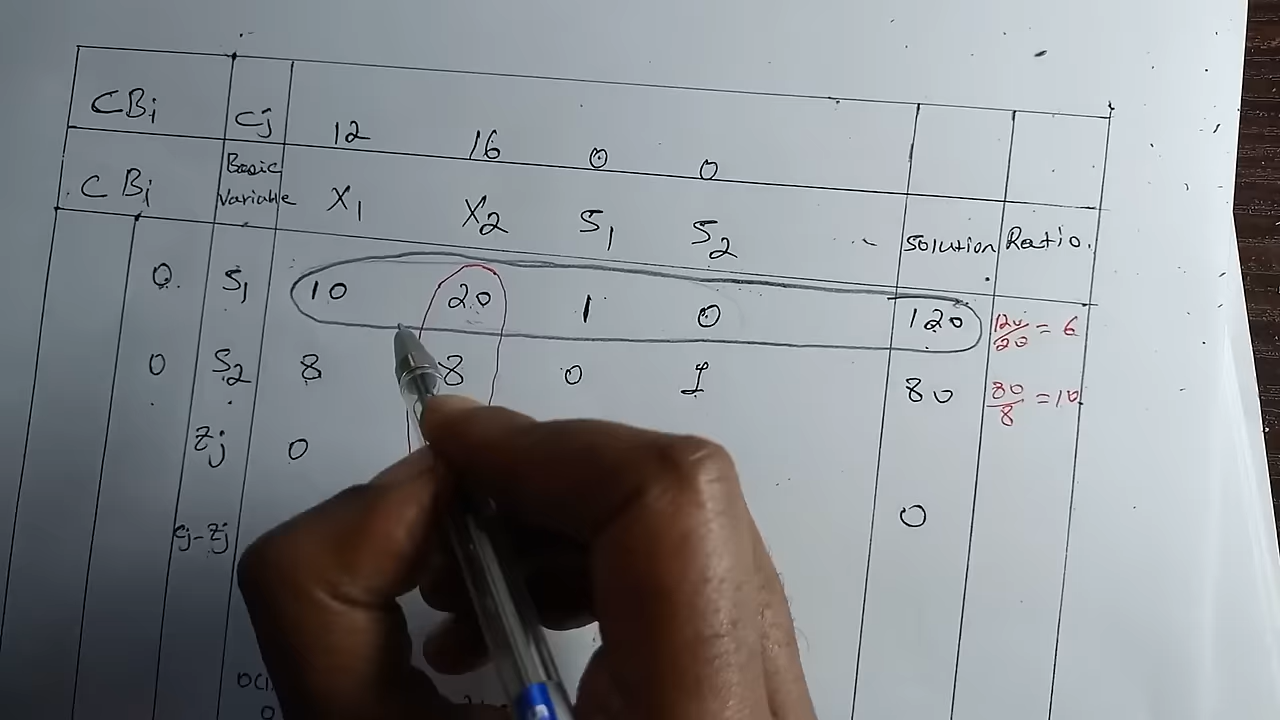 CBi Cj 12 16 0 0
CBi Basic Variable X1 X2 S1 S2 Solution Ratio.
0. S1 10 20 1 0 120 120/20 = 6
0 S2 8 8 0 1 80 80/8 = 10
Zj 0
Cj-Zj 0